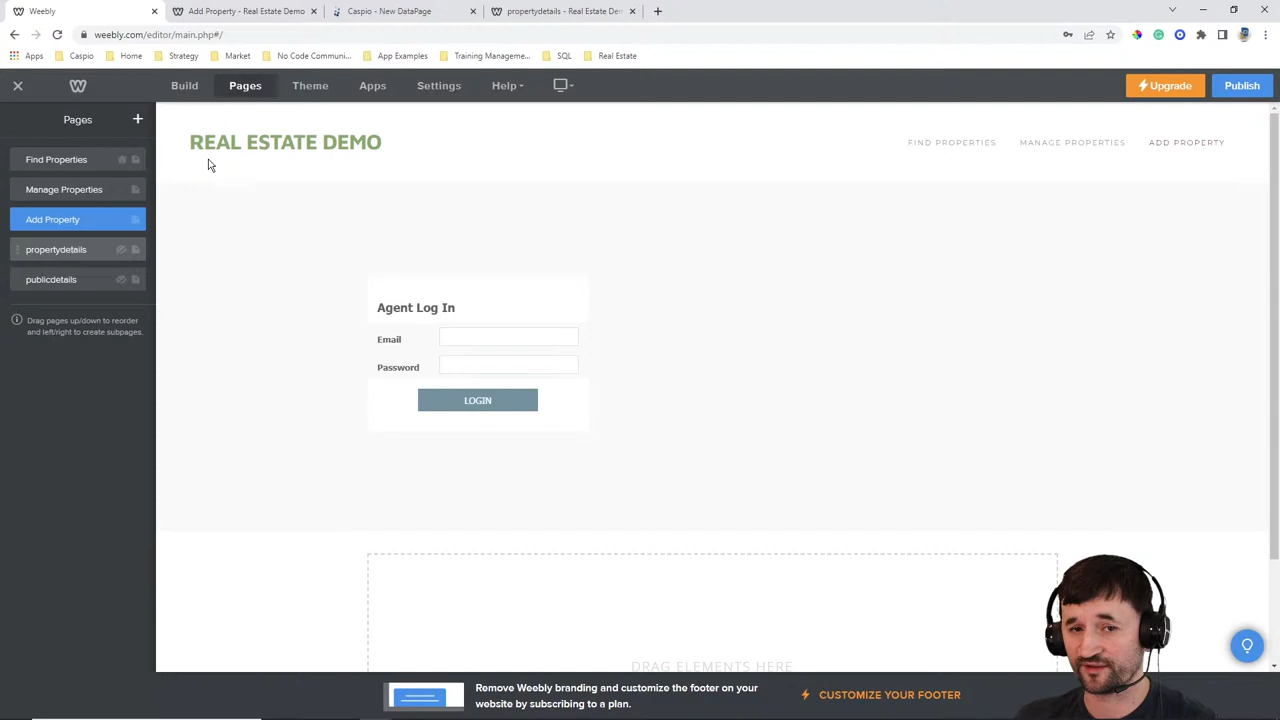 Weebly
Add Property - Real Estate Demo
Caspio - New DataPage
propertydetails - Real Estate Dem
weebly.com/editor/main.php#/
Apps
Caspio
Home
Strategy
Market
No Code Communi...
App Examples
Training Manageme...
SQL
Real Estate
Build
Pages
Theme
Apps
Settings
Help
Upgrade
Publish
Pages
Find Properties
Manage Properties
Add Property
propertydetails
publicdetails
Drag pages up/down to reorder
and left/right to create subpages.
REAL ESTATE DEMO
FIND PROPERTIES
MANAGE PROPERTIES
ADD PROPERTY
Agent Log In
Email
Password
LOGIN
DRAG ELEMENTS HERE
Remove Weebly branding and customize the footer on your
website by subscribing to a plan.
CUSTOMIZE YOUR FOOTER